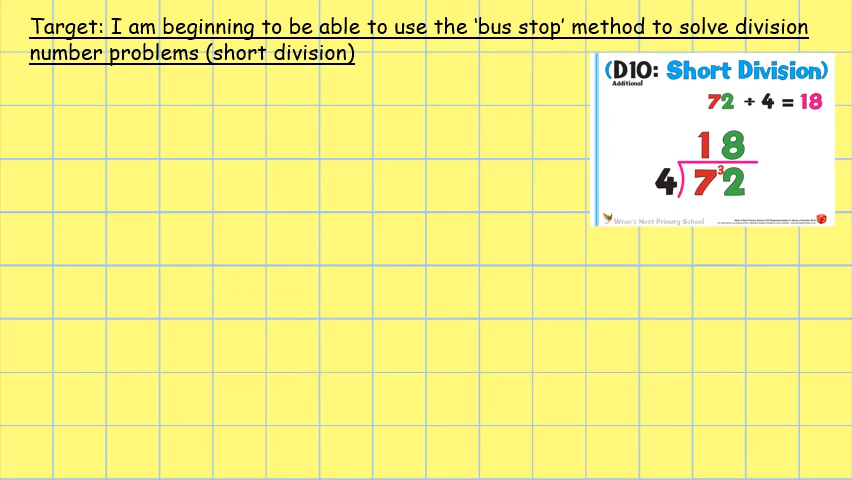 Target: I am beginning to be able to use the ‘bus stop’ method to solve division
number problems (short division)
(D10: Short Division)
Additional
72 ÷ 4 = 18
18
4)7³2
Wren's Nest Primary School